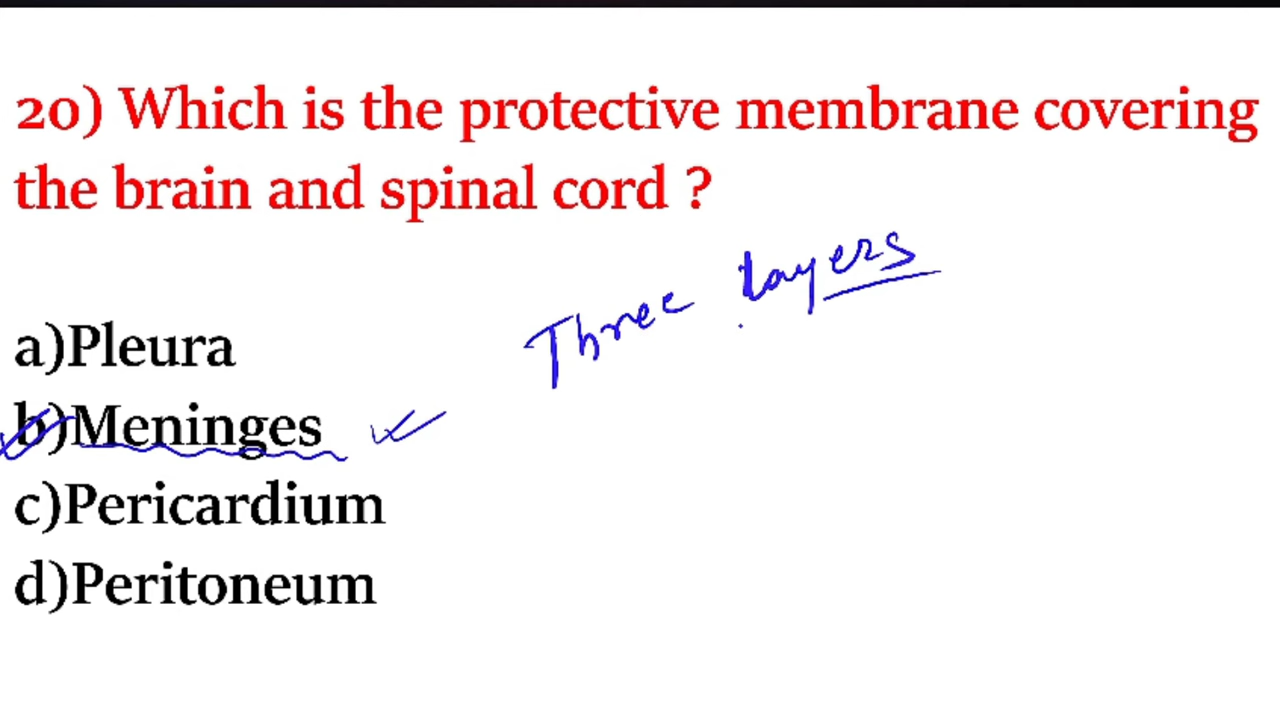 20) Which is the protective membrane covering
the brain and spinal cord ?
Three layers
a)Pleura
b)Meninges
c)Pericardium
d)Peritoneum